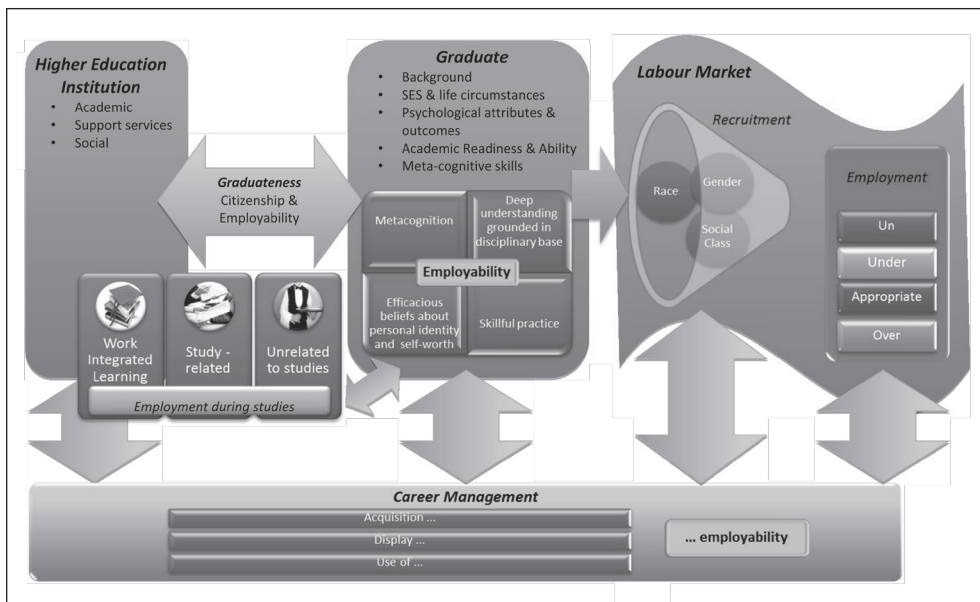 Higher Education
Institution
• Academic
• Support services
• Social
Graduateness
Citizenship &
Employability
Work
Integrated
Learning
Study -
related
Unrelated
to studies
Employment during studies
Graduate
• Background
• SES & life circumstances
• Psychological attributes &
outcomes
• Academic Readiness & Ability
• Meta-cognitive skills
Metacognition
Deep
understanding
grounded in
disciplinary base
Employability
Efficacious
beliefs about
personal identity
and self-worth
Skillful practice
Labour Market
Recruitment
Race
Gender
Social
Class
Employment
Un
Under
Appropriate
Over
Career Management
Acquisition ...
Display ...
Use of ...
... employability